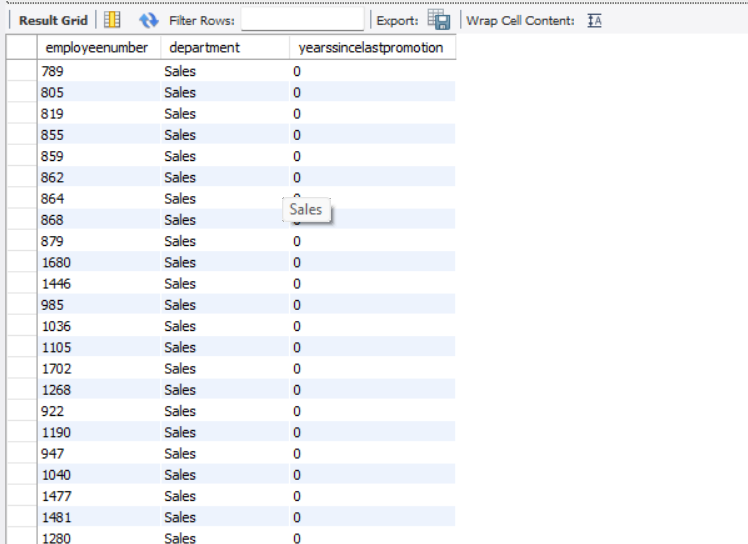 Result Grid Filter Rows: Export: Wrap Cell Content: IA
employeenumber department yearssincelastpromotion
789 Sales 0
805 Sales 0
819 Sales 0
855 Sales 0
859 Sales 0
862 Sales 0
864 Sales
Sales
868 Sales
879 Sales 0
1680 Sales 0
1446 Sales 0
985 Sales 0
1036 Sales 0
1105 Sales 0
1702 Sales 0
1268 Sales 0
922 Sales 0
1190 Sales 0
947 Sales 0
1040 Sales 0
1477 Sales 0
1481 Sales 0
1280 Sales 0